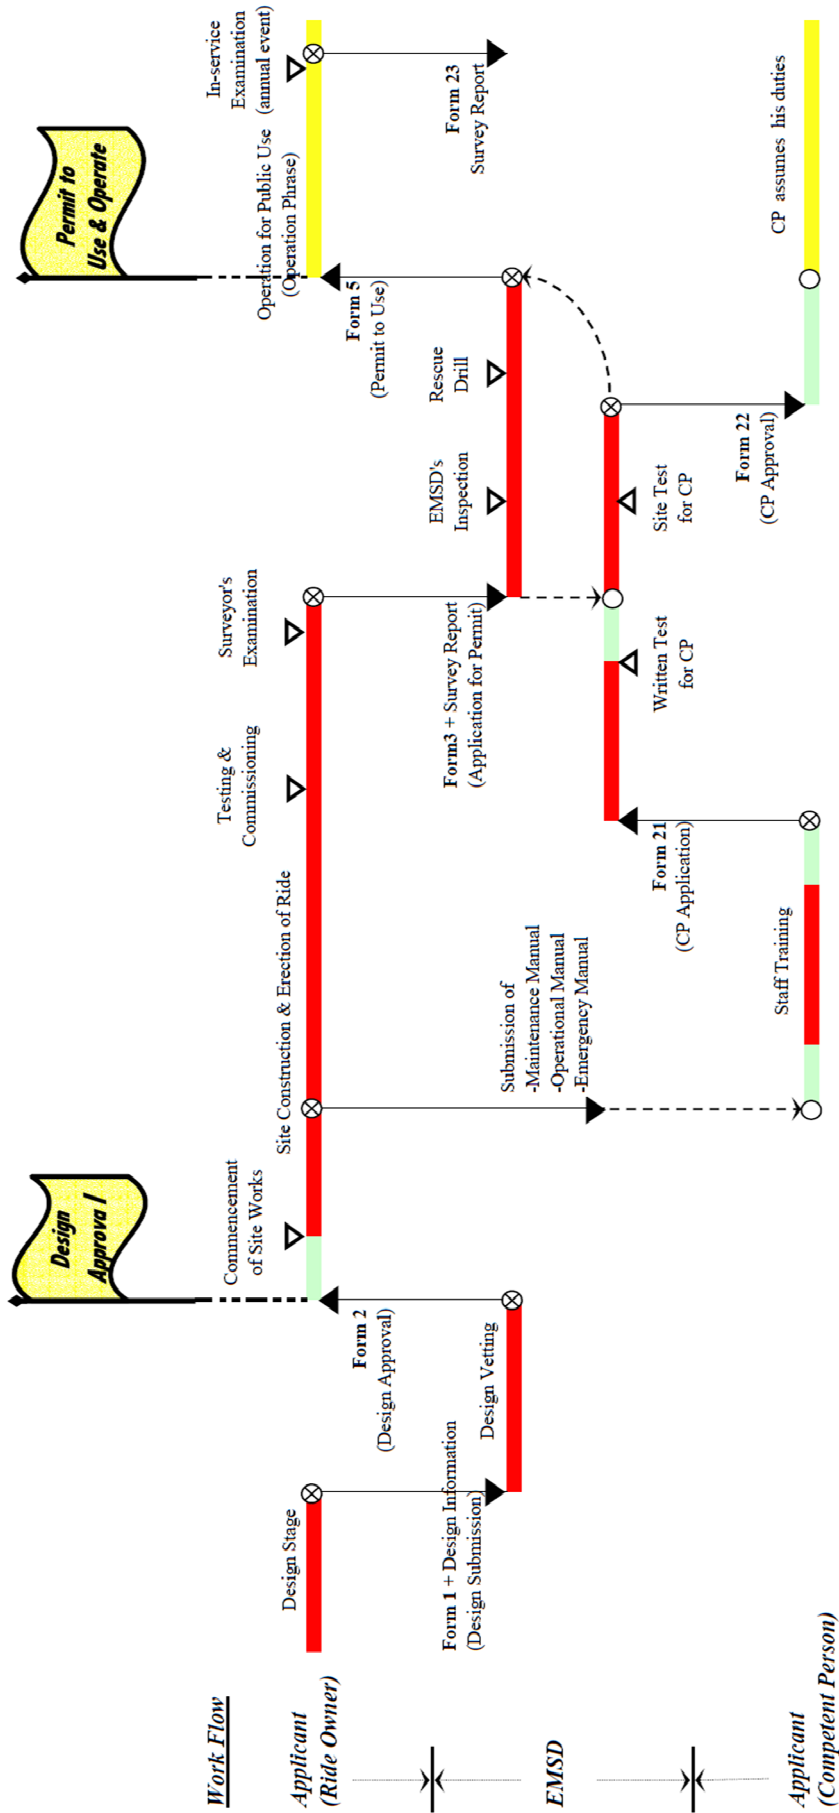 Work Flow
Applicant
(Ride Owner)
EMSD
Applicant
(Competent Person)
Design Stage
Form 1 + Design Information
(Design Submission)
Design Vetting
Form 2
(Design Approval)
Design
Approval
Commencement
of Site Works
Site Construction & Erection of Ride
Submission of
-Maintenance Manual
-Operational Manual
-Emergency Manual
Staff Training
Form 21
(CP Application)
Testing &
Commissioning
Surveyor's
Examination
Form3 + Survey Report
(Application for Permit)
Written Test
for CP
Site Test
for CP
EMSD's
Inspection
Rescue
Drill
Form 22
(CP Approval)
Form 5
(Permit to Use)
Permit to
Use & Operate
Operation for Public Use
(Operation Phrase)
In-service
Examination
(annual event)
Form 23
Survey Report
CP assumes his duties